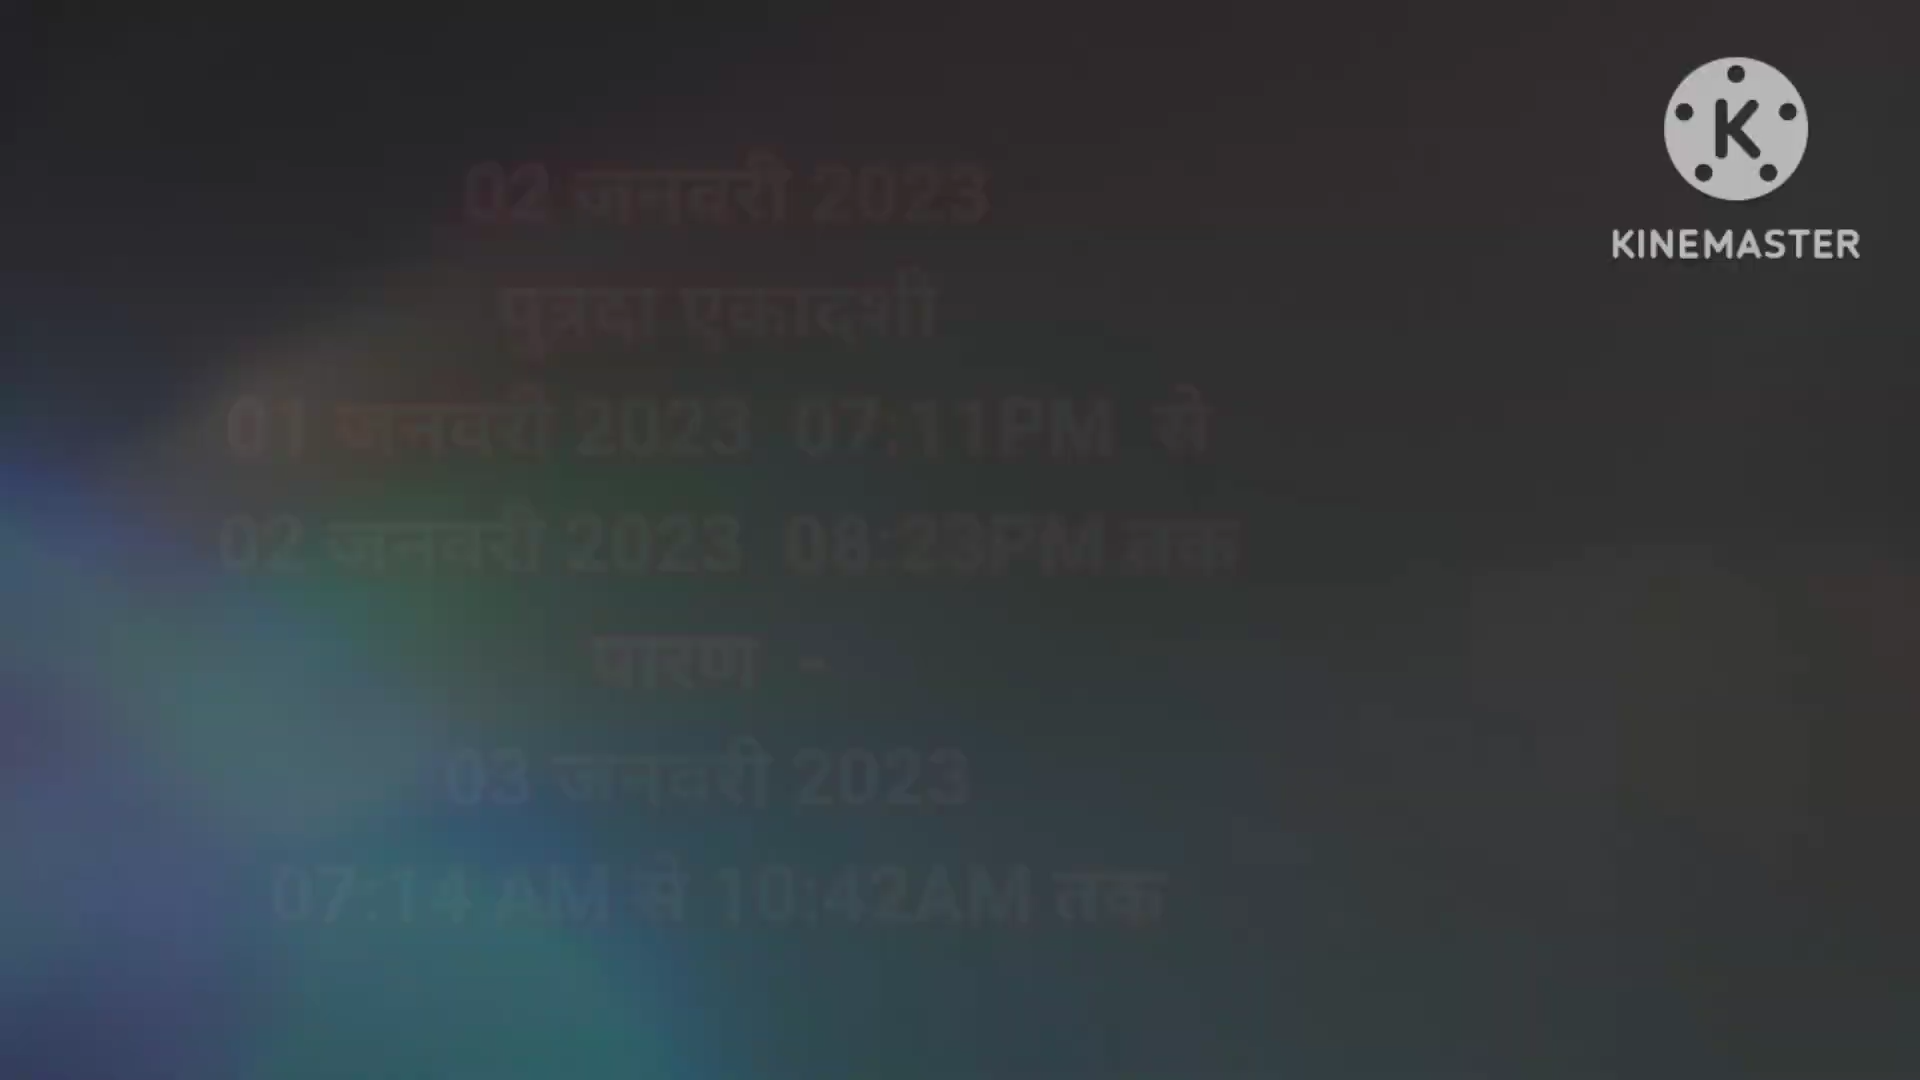 KINEMASTER
02 जनवरी 2023
पुत्रदा एकादशी
01 जनवरी 2023 07:11PM से
02 जनवरी 2023 08:23PM तक
पारण -
03 जनवरी 2023
07:14 AM से 10:42AM तक